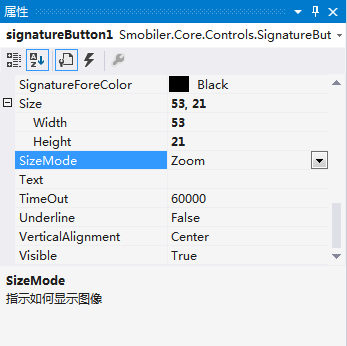 属性
signatureButton1 Smobiler.Core.Controls.SignatureBut
SignatureForeColor Black
Size 53, 21
Width 53
Height 21
SizeMode Zoom
Text
TimeOut 60000
Underline False
VerticalAlignment Center
Visible True
SizeMode
指示如何显示图像